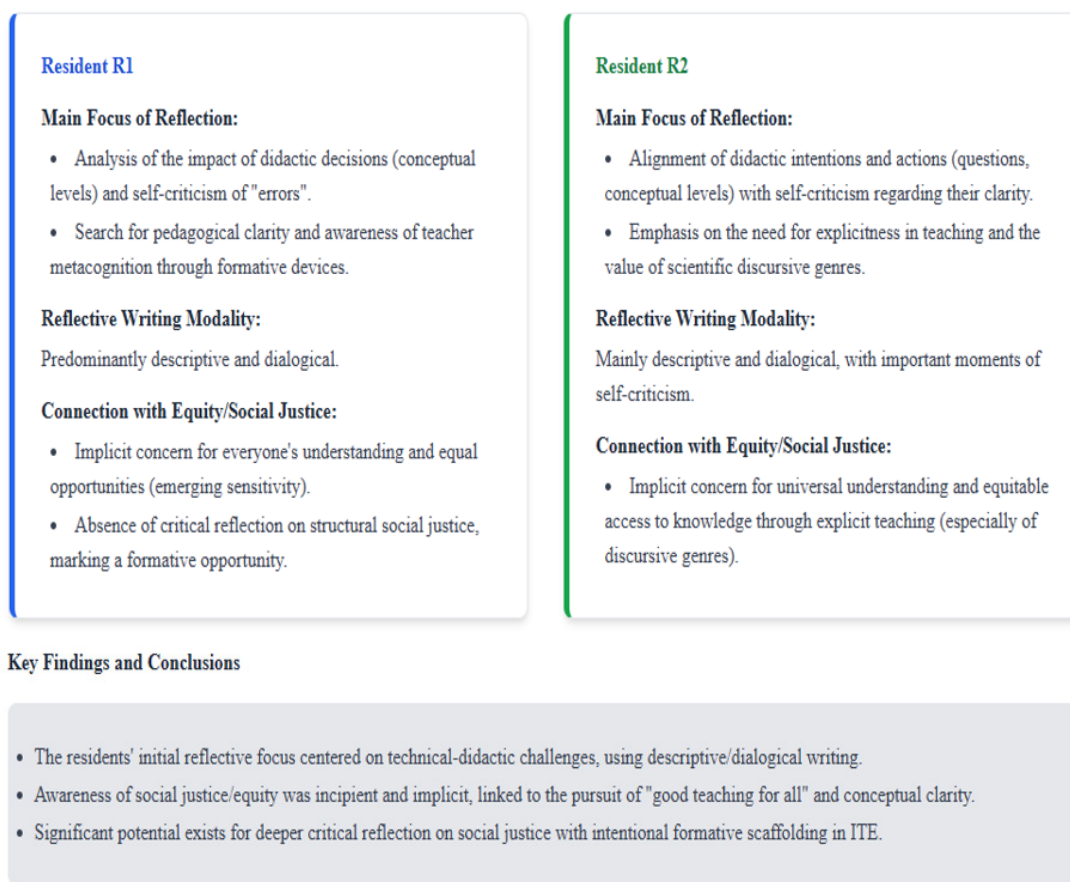 Resident R1
Main Focus of Reflection:
• Analysis of the impact of didactic decisions (conceptual
levels) and self-criticism of "errors".
• Search for pedagogical clarity and awareness of teacher
metacognition through formative devices.
Reflective Writing Modality:
Predominantly descriptive and dialogical.
Connection with Equity/Social Justice:
• Implicit concern for everyone's understanding and equal
opportunities (emerging sensitivity).
• Absence of critical reflection on structural social justice,
marking a formative opportunity.
Resident R2
Main Focus of Reflection:
• Alignment of didactic intentions and actions (questions,
conceptual levels) with self-criticism regarding their clarity.
• Emphasis on the need for explicitness in teaching and the
value of scientific discursive genres.
Reflective Writing Modality:
Mainly descriptive and dialogical, with important moments of
self-criticism.
Connection with Equity/Social Justice:
• Implicit concern for universal understanding and equitable
access to knowledge through explicit teaching (especially of
discursive genres).
Key Findings and Conclusions
• The residents' initial reflective focus centered on technical-didactic challenges, using descriptive/dialogical writing.
• Awareness of social justice/equity was incipient and implicit, linked to the pursuit of "good teaching for all" and conceptual clarity.
• Significant potential exists for deeper critical reflection on social justice with intentional formative scaffolding in ITE.